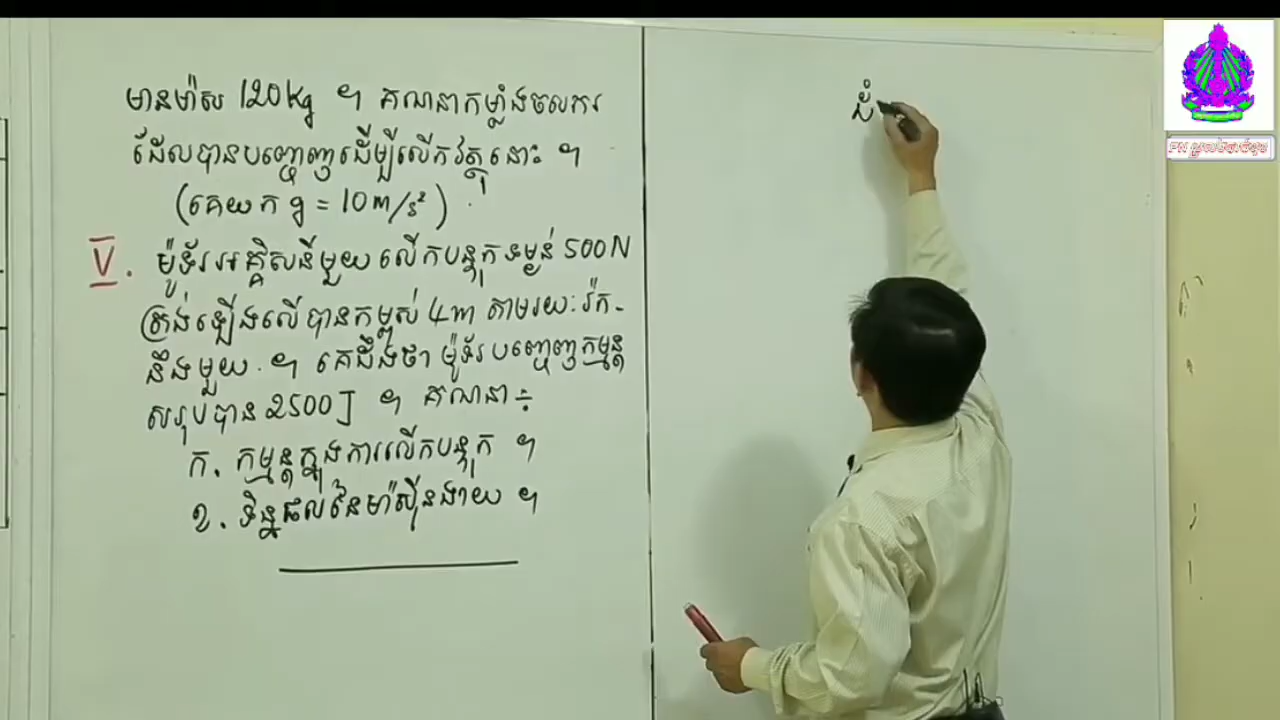 មានម៉ាស 120kg ។ គណនាកម្លាំងចលករ
ដែលបានបញ្ចេញដើម្បីលើកវត្ថុនោះ ។
(គេយក g = 10m/s²)
V. ម៉ូទ័រអគ្គិសនីមួយលើកបន្ទុកទម្ងន់ 500N
ត្រង់ឡើងលើបានកម្ពស់ 4m តាមរយៈរ៉ក-
នឹងមួយ ។ គេដឹងថា ម៉ូទ័របញ្ចេញកម្មន្ត
សរុបបាន 2500J ។ គណនា ÷
ក. កម្មន្តក្នុងការលើកបន្ទុក ។
ខ. ទិន្នផលនៃម៉ាស៊ីនងាយ ។